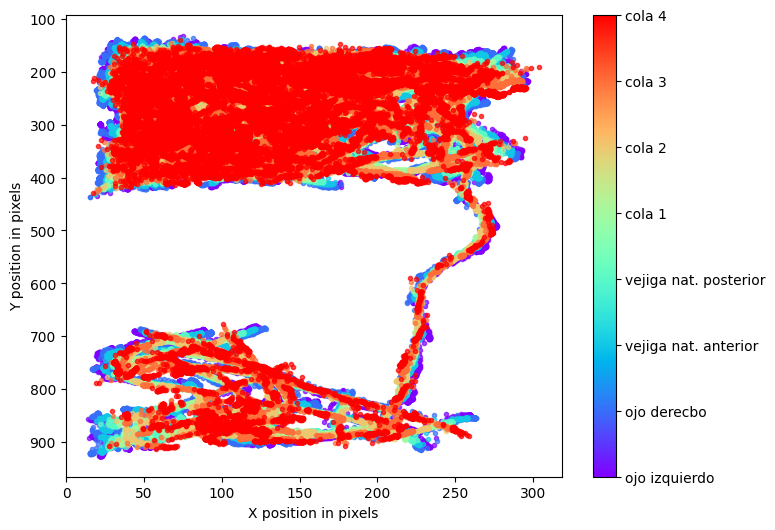 100
200
300
400
500
600
700
800
900
Y position in pixels
0
50
100
150
200
250
300
X position in pixels
cola 4
cola 3
cola 2
cola 1
vejiga nat. posterior
vejiga nat. anterior
ojo derecbo
ojo izquierdo